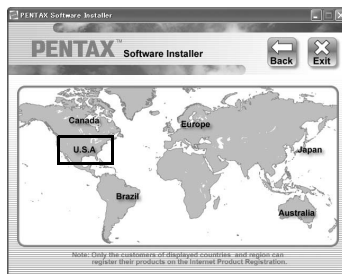 PENTAX Software Installer
PENTAX™ Software Installer
Back
Exit
Canada
Europe
U.S.A
Japan
Brazil
Australia
Note: Only the customers of displayed countries and region can
register their products on the Internet Product Registration.